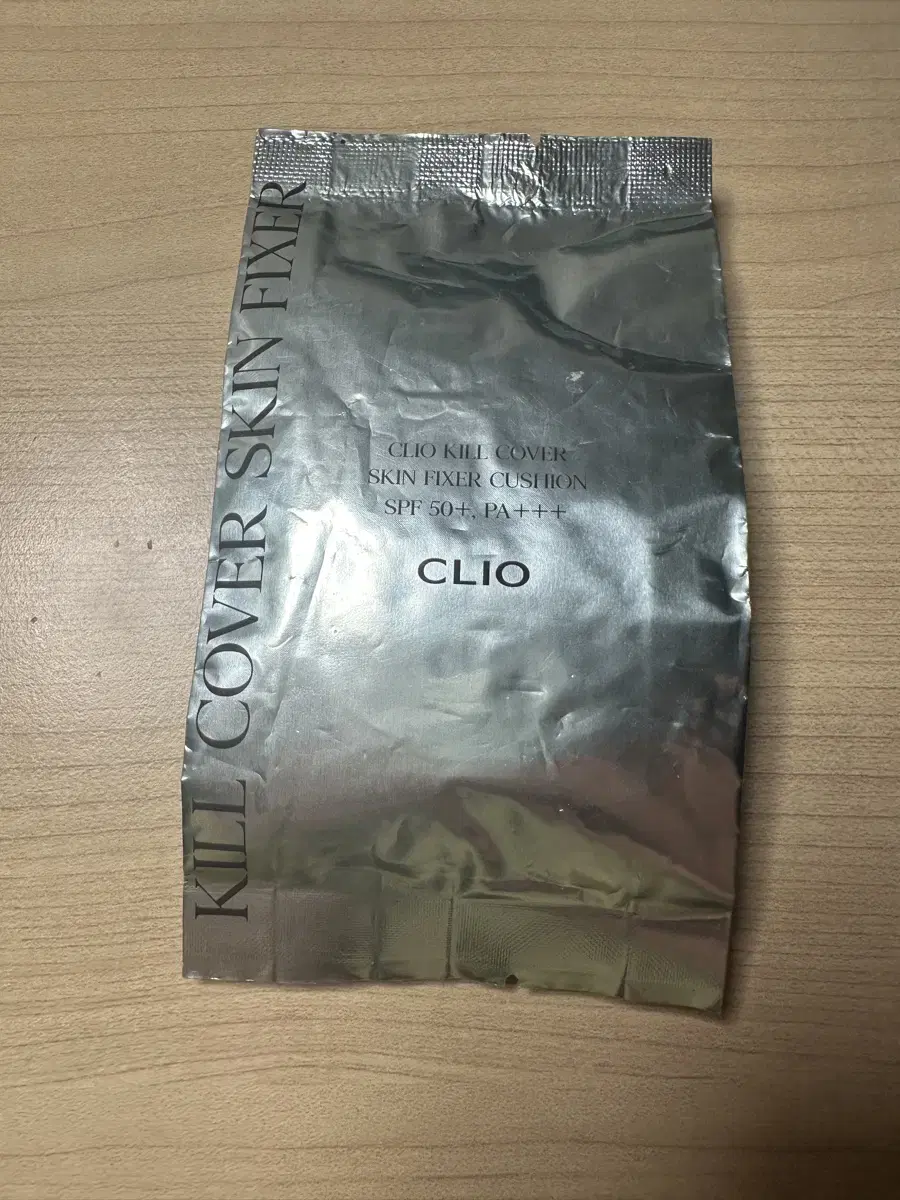 KILL COVER SKIN FIXER
CLIO KILL COVER
SKIN FIXER CUSHION
SPF 50+, PA+++
CLIO